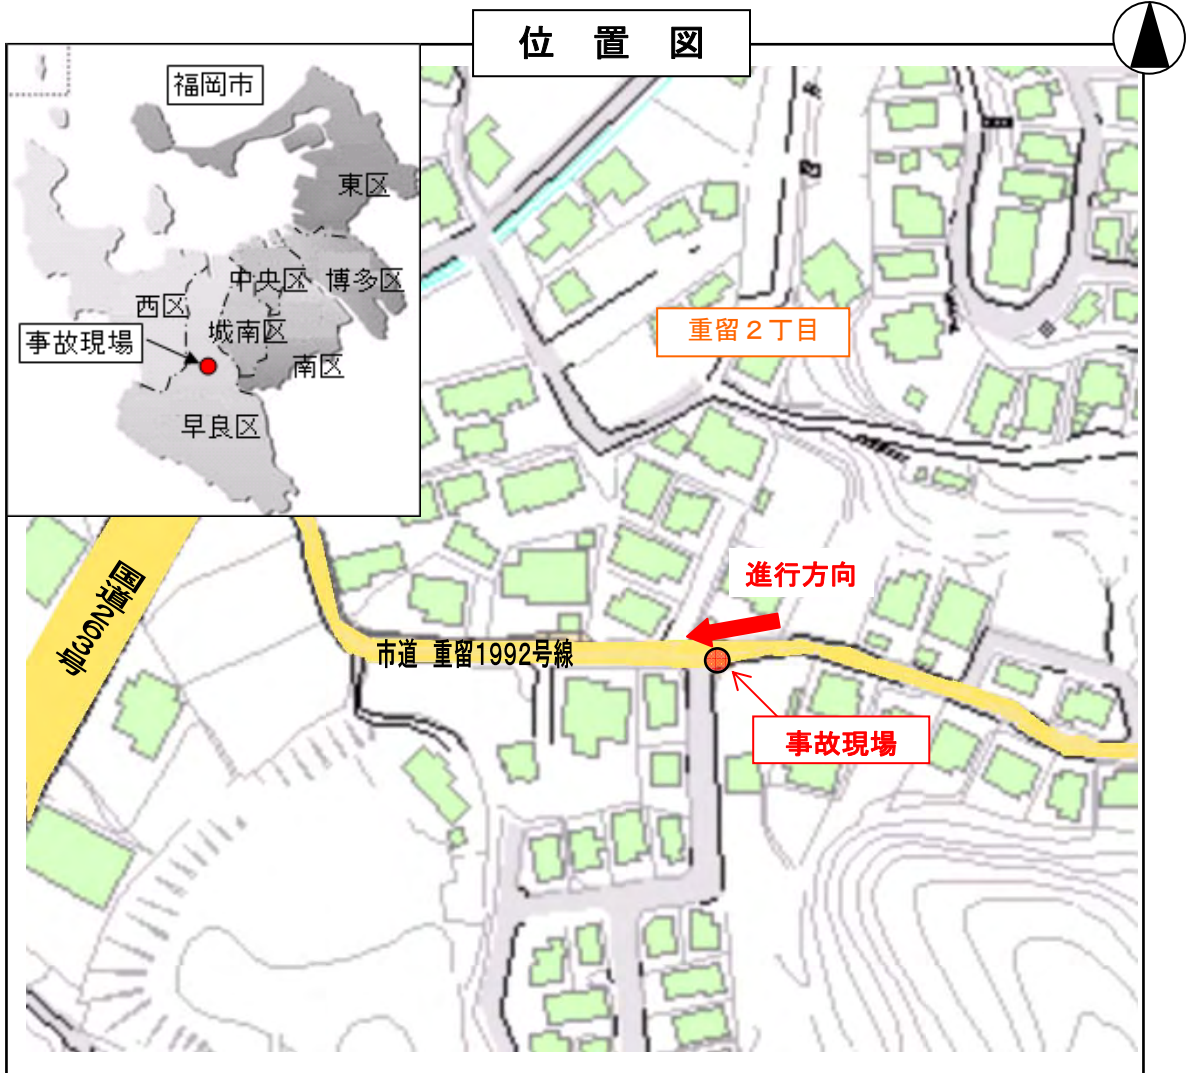 位置図
福岡市
東区
中央区
博多区
西区
城南区
事故現場
南区
早良区
重留２丁目
国道263号
進行方向
市道 重留1992号線
事故現場